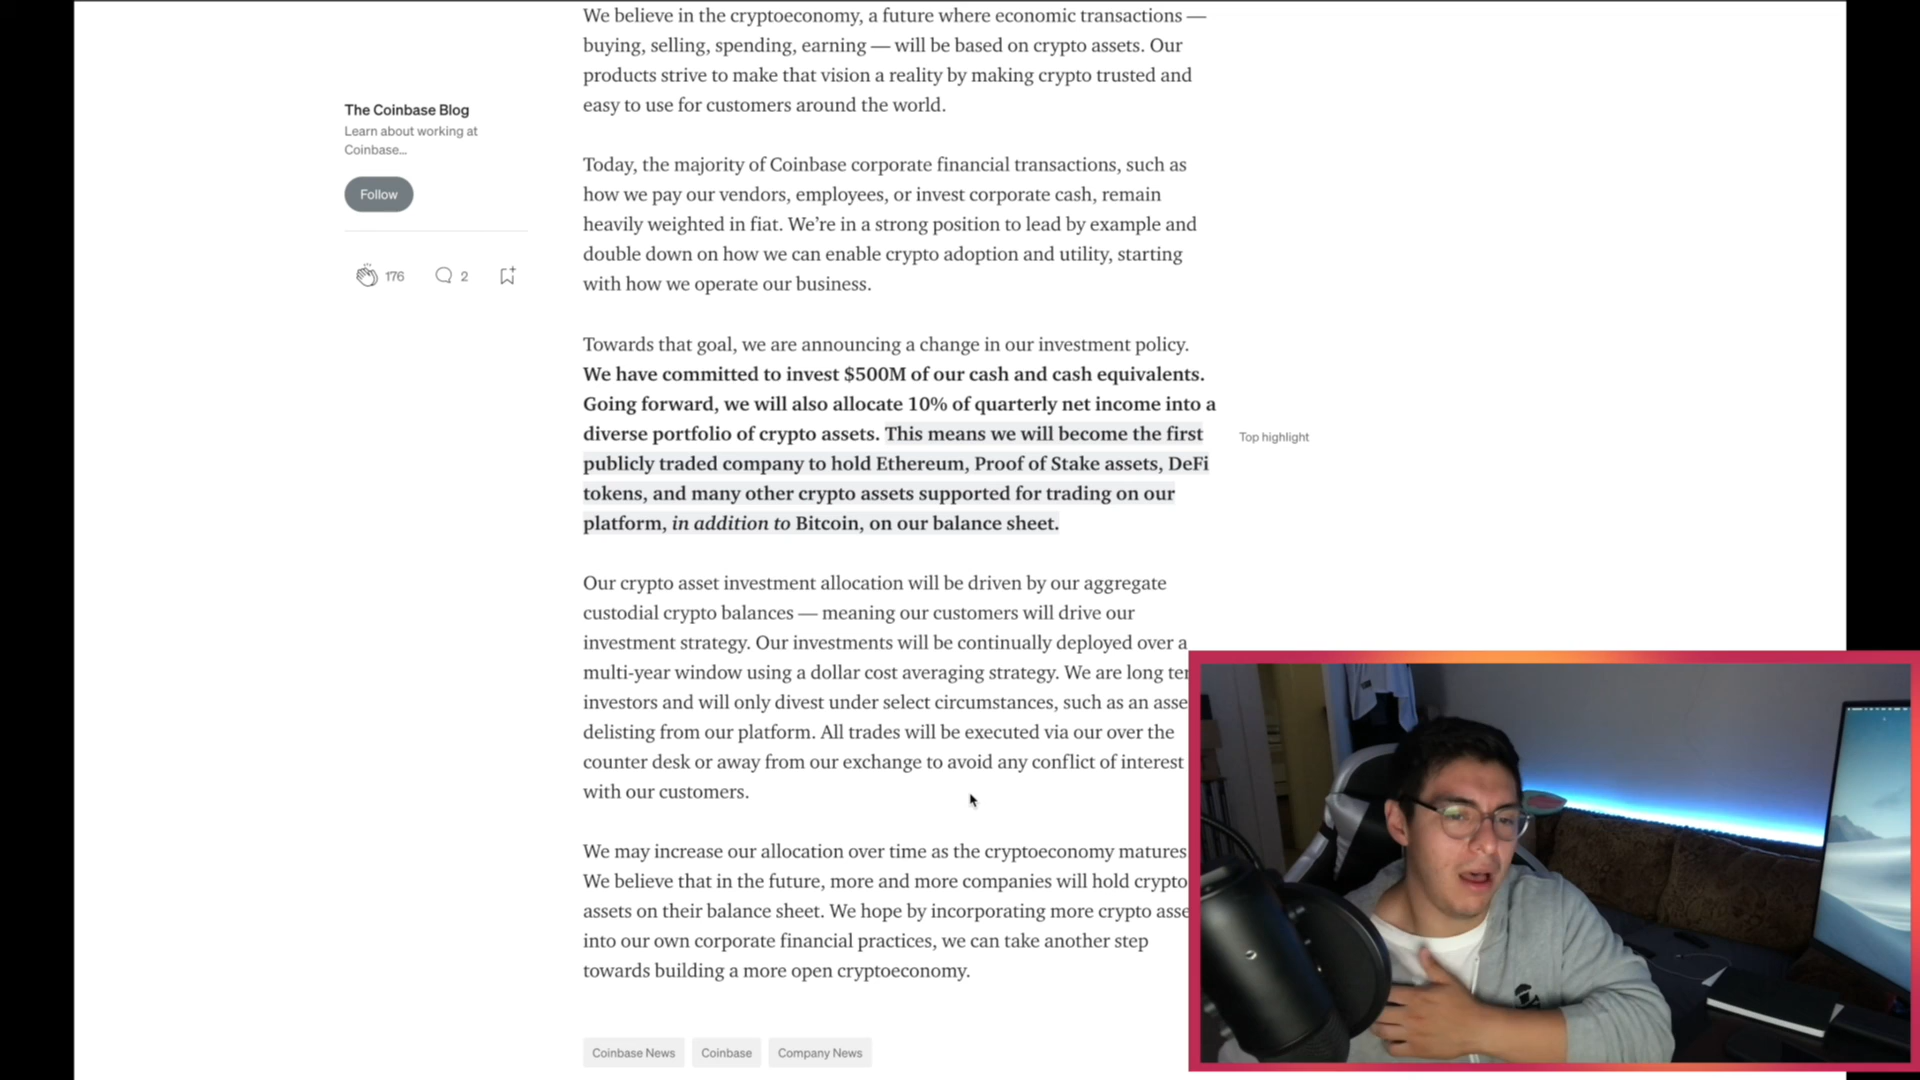 We believe in the cryptoeconomy, a future where economic transactions —
buying, selling, spending, earning — will be based on crypto assets. Our
products strive to make that vision a reality by making crypto trusted and
easy to use for customers around the world.
The Coinbase Blog
Learn about working at
Coinbase...
Follow
176
2
Today, the majority of Coinbase corporate financial transactions, such as
how we pay our vendors, employees, or invest corporate cash, remain
heavily weighted in fiat. We’re in a strong position to lead by example and
double down on how we can enable crypto adoption and utility, starting
with how we operate our business.
Towards that goal, we are announcing a change in our investment policy.
We have committed to invest $500M of our cash and cash equivalents.
Going forward, we will also allocate 10% of quarterly net income into a
diverse portfolio of crypto assets. This means we will become the first
Top highlight
publicly traded company to hold Ethereum, Proof of Stake assets, DeFi
tokens, and many other crypto assets supported for trading on our
platform, in addition to Bitcoin, on our balance sheet.
Our crypto asset investment allocation will be driven by our aggregate
custodial crypto balances — meaning our customers will drive our
investment strategy. Our investments will be continually deployed over a
multi-year window using a dollar cost averaging strategy. We are long ter
investors and will only divest under select circumstances, such as an asse
delisting from our platform. All trades will be executed via our over the
counter desk or away from our exchange to avoid any conflict of interest
with our customers.
We may increase our allocation over time as the cryptoeconomy matures
We believe that in the future, more and more companies will hold crypto
assets on their balance sheet. We hope by incorporating more crypto asse
into our own corporate financial practices, we can take another step
towards building a more open cryptoeconomy.
Coinbase News
Coinbase
Company News